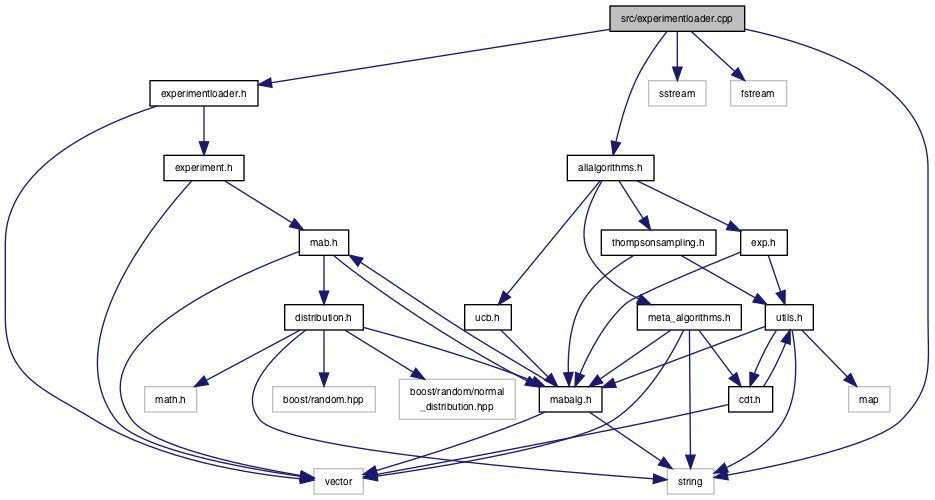 src/experimentloader.cpp
experimentloader.h
sstream
fstream
experiment.h
allalgorithms.h
mab.h
thompsonsampling.h
exp.h
distribution.h
ucb.h
meta_algorithms.h
utils.h
math.h
boost/random.hpp
boost/random/normal
_distribution.hpp
mabalg.h
cdt.h
map
vector
string